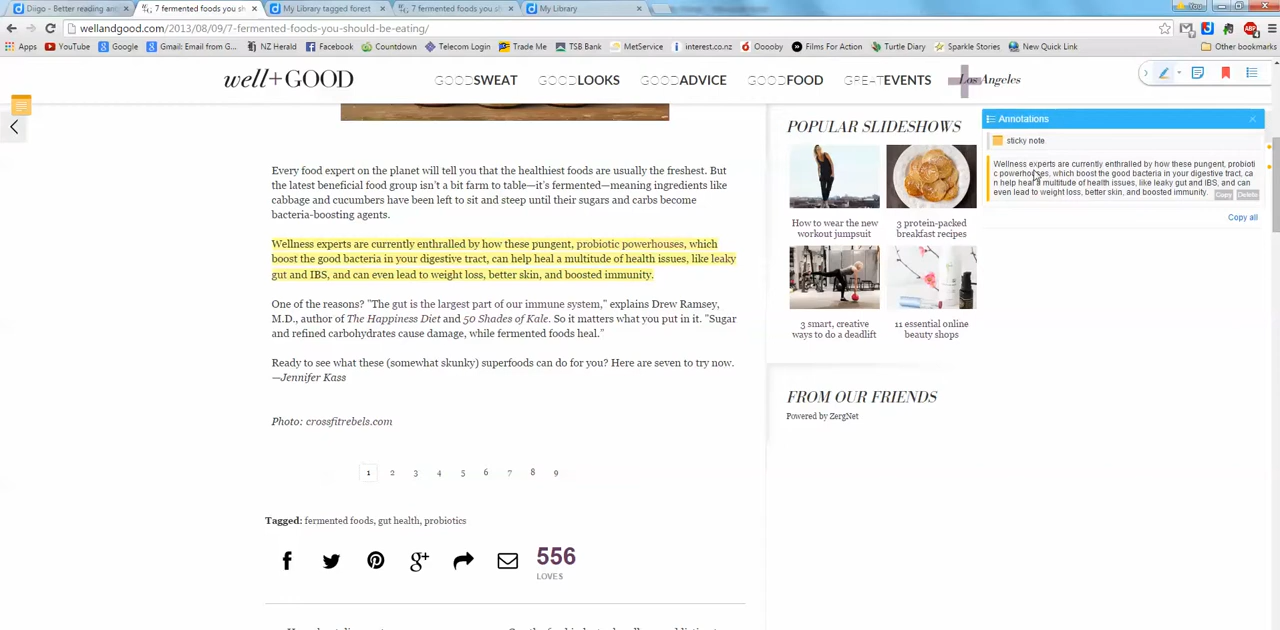 Diigo - Better reading an
7 fermented foods you sh
My Library tagged forest
7 fermented foods you s
My Library
You
wellandgood.com/2013/08/09/7-fermented-foods-you-should-be-eating/
Apps YouTube Google Gmail: Email from G... NZ Herald Facebook Countdown Telecom Login Trade Me TSB Bank MetService interest.co.nz Ooooby Films For Action Turtle Diary Sparkle Stories New Quick Link Other bookmarks
well+GOOD GOODSWEAT GOODLOOKS GOODADVICE GOODFOOD GREATEVENTS Los Angeles
Every food expert on the planet will tell you that the healthiest foods are usually the freshest. But
the latest beneficial food group isn't a bit farm to table—it's fermented—meaning ingredients like
cabbage and cucumbers have been left to sit and steep until their sugars and carbs become
bacteria-boosting agents.
Wellness experts are currently enthralled by how these pungent, probiotic powerhouses, which
boost the good bacteria in your digestive tract, can help heal a multitude of health issues, like leaky
gut and IBS, and can even lead to weight loss, better skin, and boosted immunity.
One of the reasons? "The gut is the largest part of our immune system," explains Drew Ramsey,
M.D., author of The Happiness Diet and 50 Shades of Kale. So it matters what you put in it. "Sugar
and refined carbohydrates cause damage, while fermented foods heal."
Ready to see what these (somewhat skunky) superfoods can do for you? Here are seven to try now.
—Jennifer Kass
Photo: crossfitrebels.com
1 2 3 4 5 6 7 8 9
Tagged: fermented foods, gut health, probiotics
556
LOVES
POPULAR SLIDESHOWS
How to wear the new
workout jumpsuit
3 protein-packed
breakfast recipes
3 smart, creative
ways to do a deadlift
11 essential online
beauty shops
FROM OUR FRIENDS
Powered by ZergNet
Annotations
sticky note
Wellness experts are currently enthralled by how these pungent, probioti
c powerhouses, which boost the good bacteria in your digestive tract, ca
n help heal a multitude of health issues, like leaky gut and IBS, and can
even lead to weight loss, better skin, and boosted immunity.
Copy Delete
Copy all